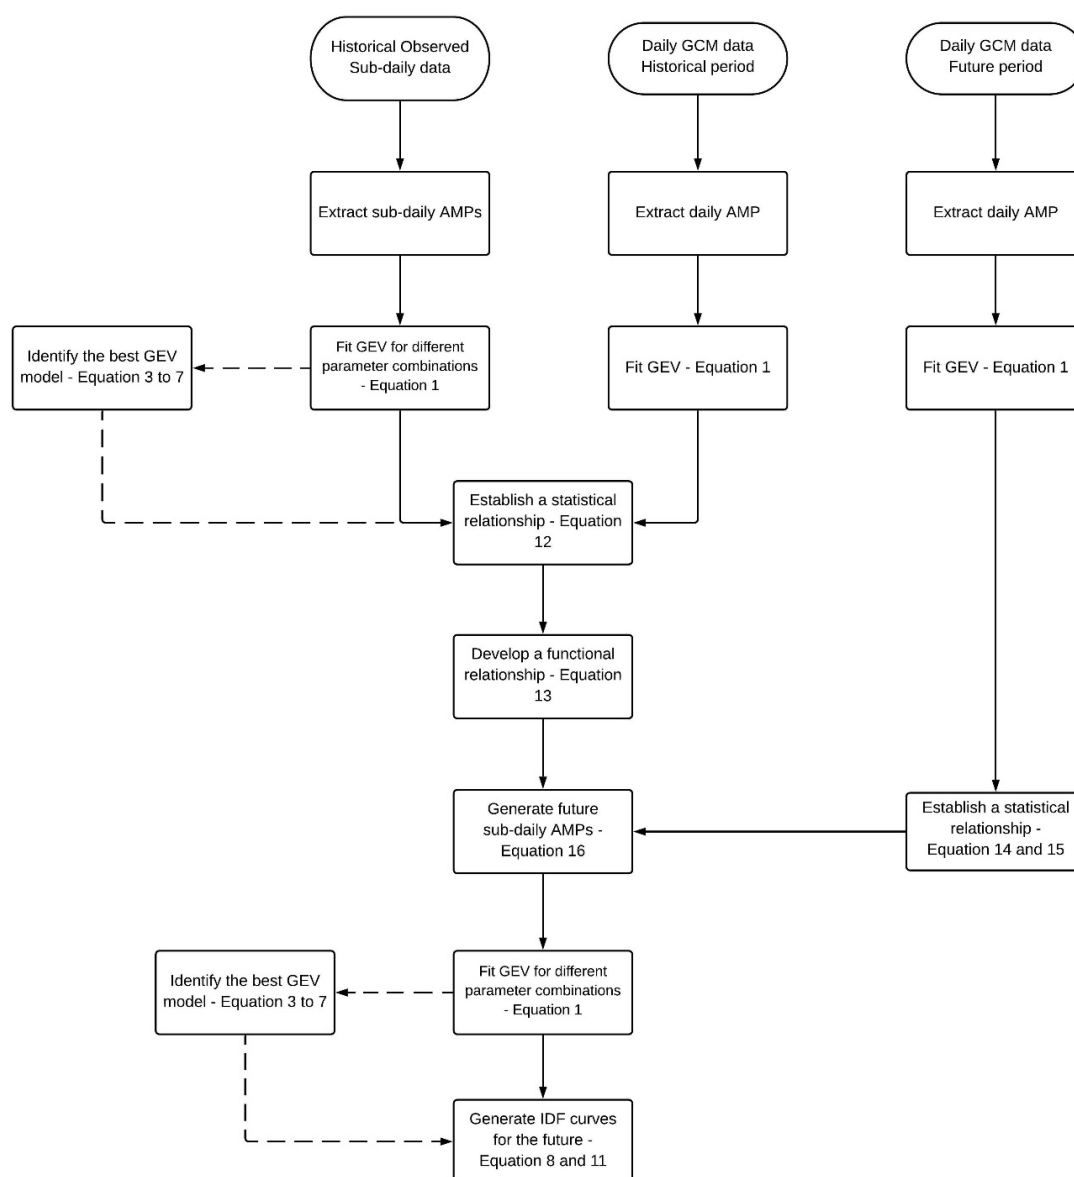 Historical Observed
Sub-daily data
Daily GCM data
Historical period
Daily GCM data
Future period
Extract sub-daily AMPs
Extract daily AMP
Extract daily AMP
Identify the best GEV
model - Equation 3 to 7
Fit GEV for different
parameter combinations
- Equation 1
Fit GEV - Equation 1
Fit GEV - Equation 1
Establish a statistical
relationship - Equation
12
Develop a functional
relationship - Equation
13
Generate future
sub-daily AMPs -
Equation 16
Establish a statistical
relationship -
Equation 14 and 15
Identify the best GEV
model - Equation 3 to 7
Fit GEV for different
parameter combinations
- Equation 1
Generate IDF curves
for the future -
Equation 8 and 11